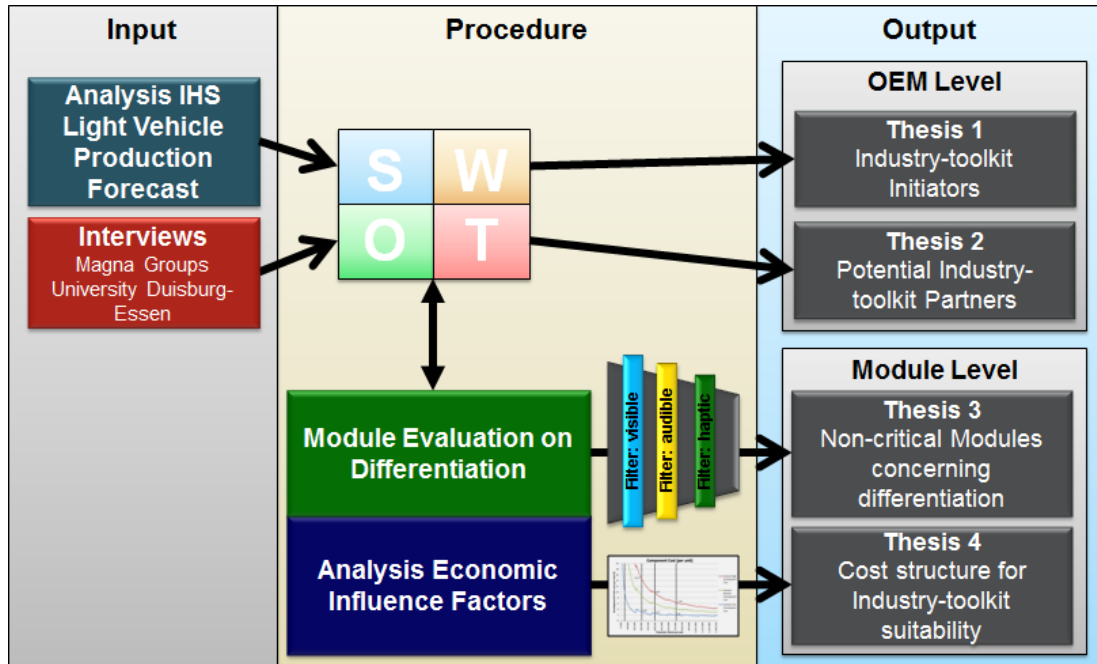 Input
Procedure
Output
Analysis IHS
Light Vehicle
Production
Forecast
Interviews
Magna Groups
University Duisburg-
Essen
S W
O T
Module Evaluation on
Differentiation
Filter: visible
Filter: audible
Filter: haptic
Analysis Economic
Influence Factors
Component Cost (per unit)
OEM Level
Thesis 1
Industry-toolkit
Initiators
Thesis 2
Potential Industry-
toolkit Partners
Module Level
Thesis 3
Non-critical Modules
concerning
differentiation
Thesis 4
Cost structure for
Industry-toolkit
suitability